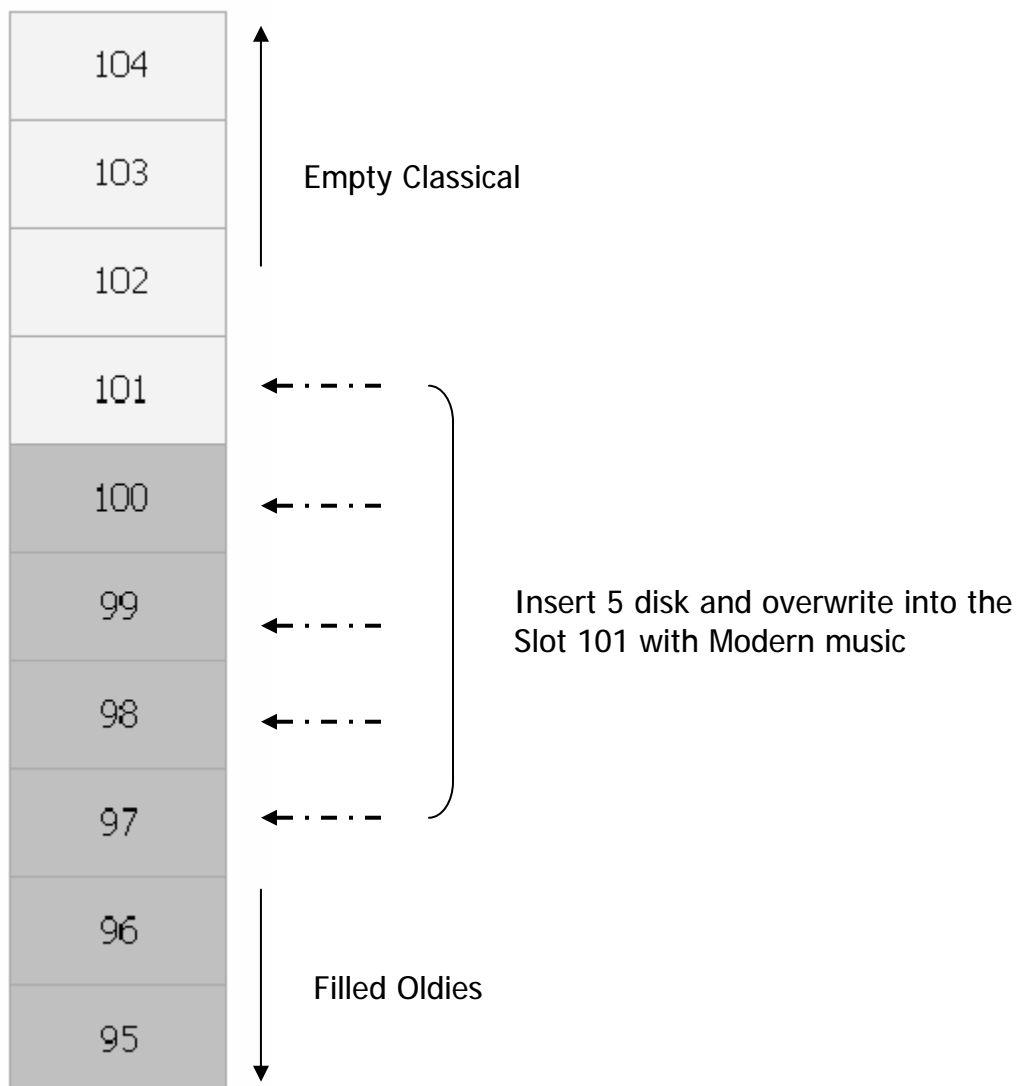 104
103
Empty Classical
102
101
100
99
Insert 5 disk and overwrite into the
Slot 101 with Modern music
98
97
96
Filled Oldies
95